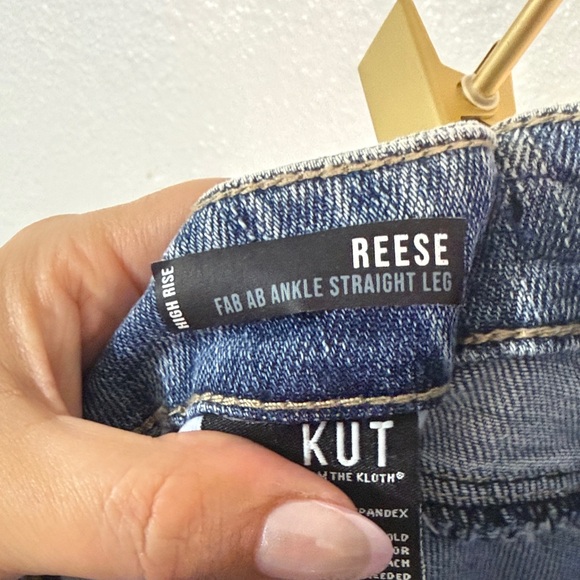 REESE
HIGH RISE
FAB AB ANKLE STRAIGHT LEG
KUT
THE KLOTH®